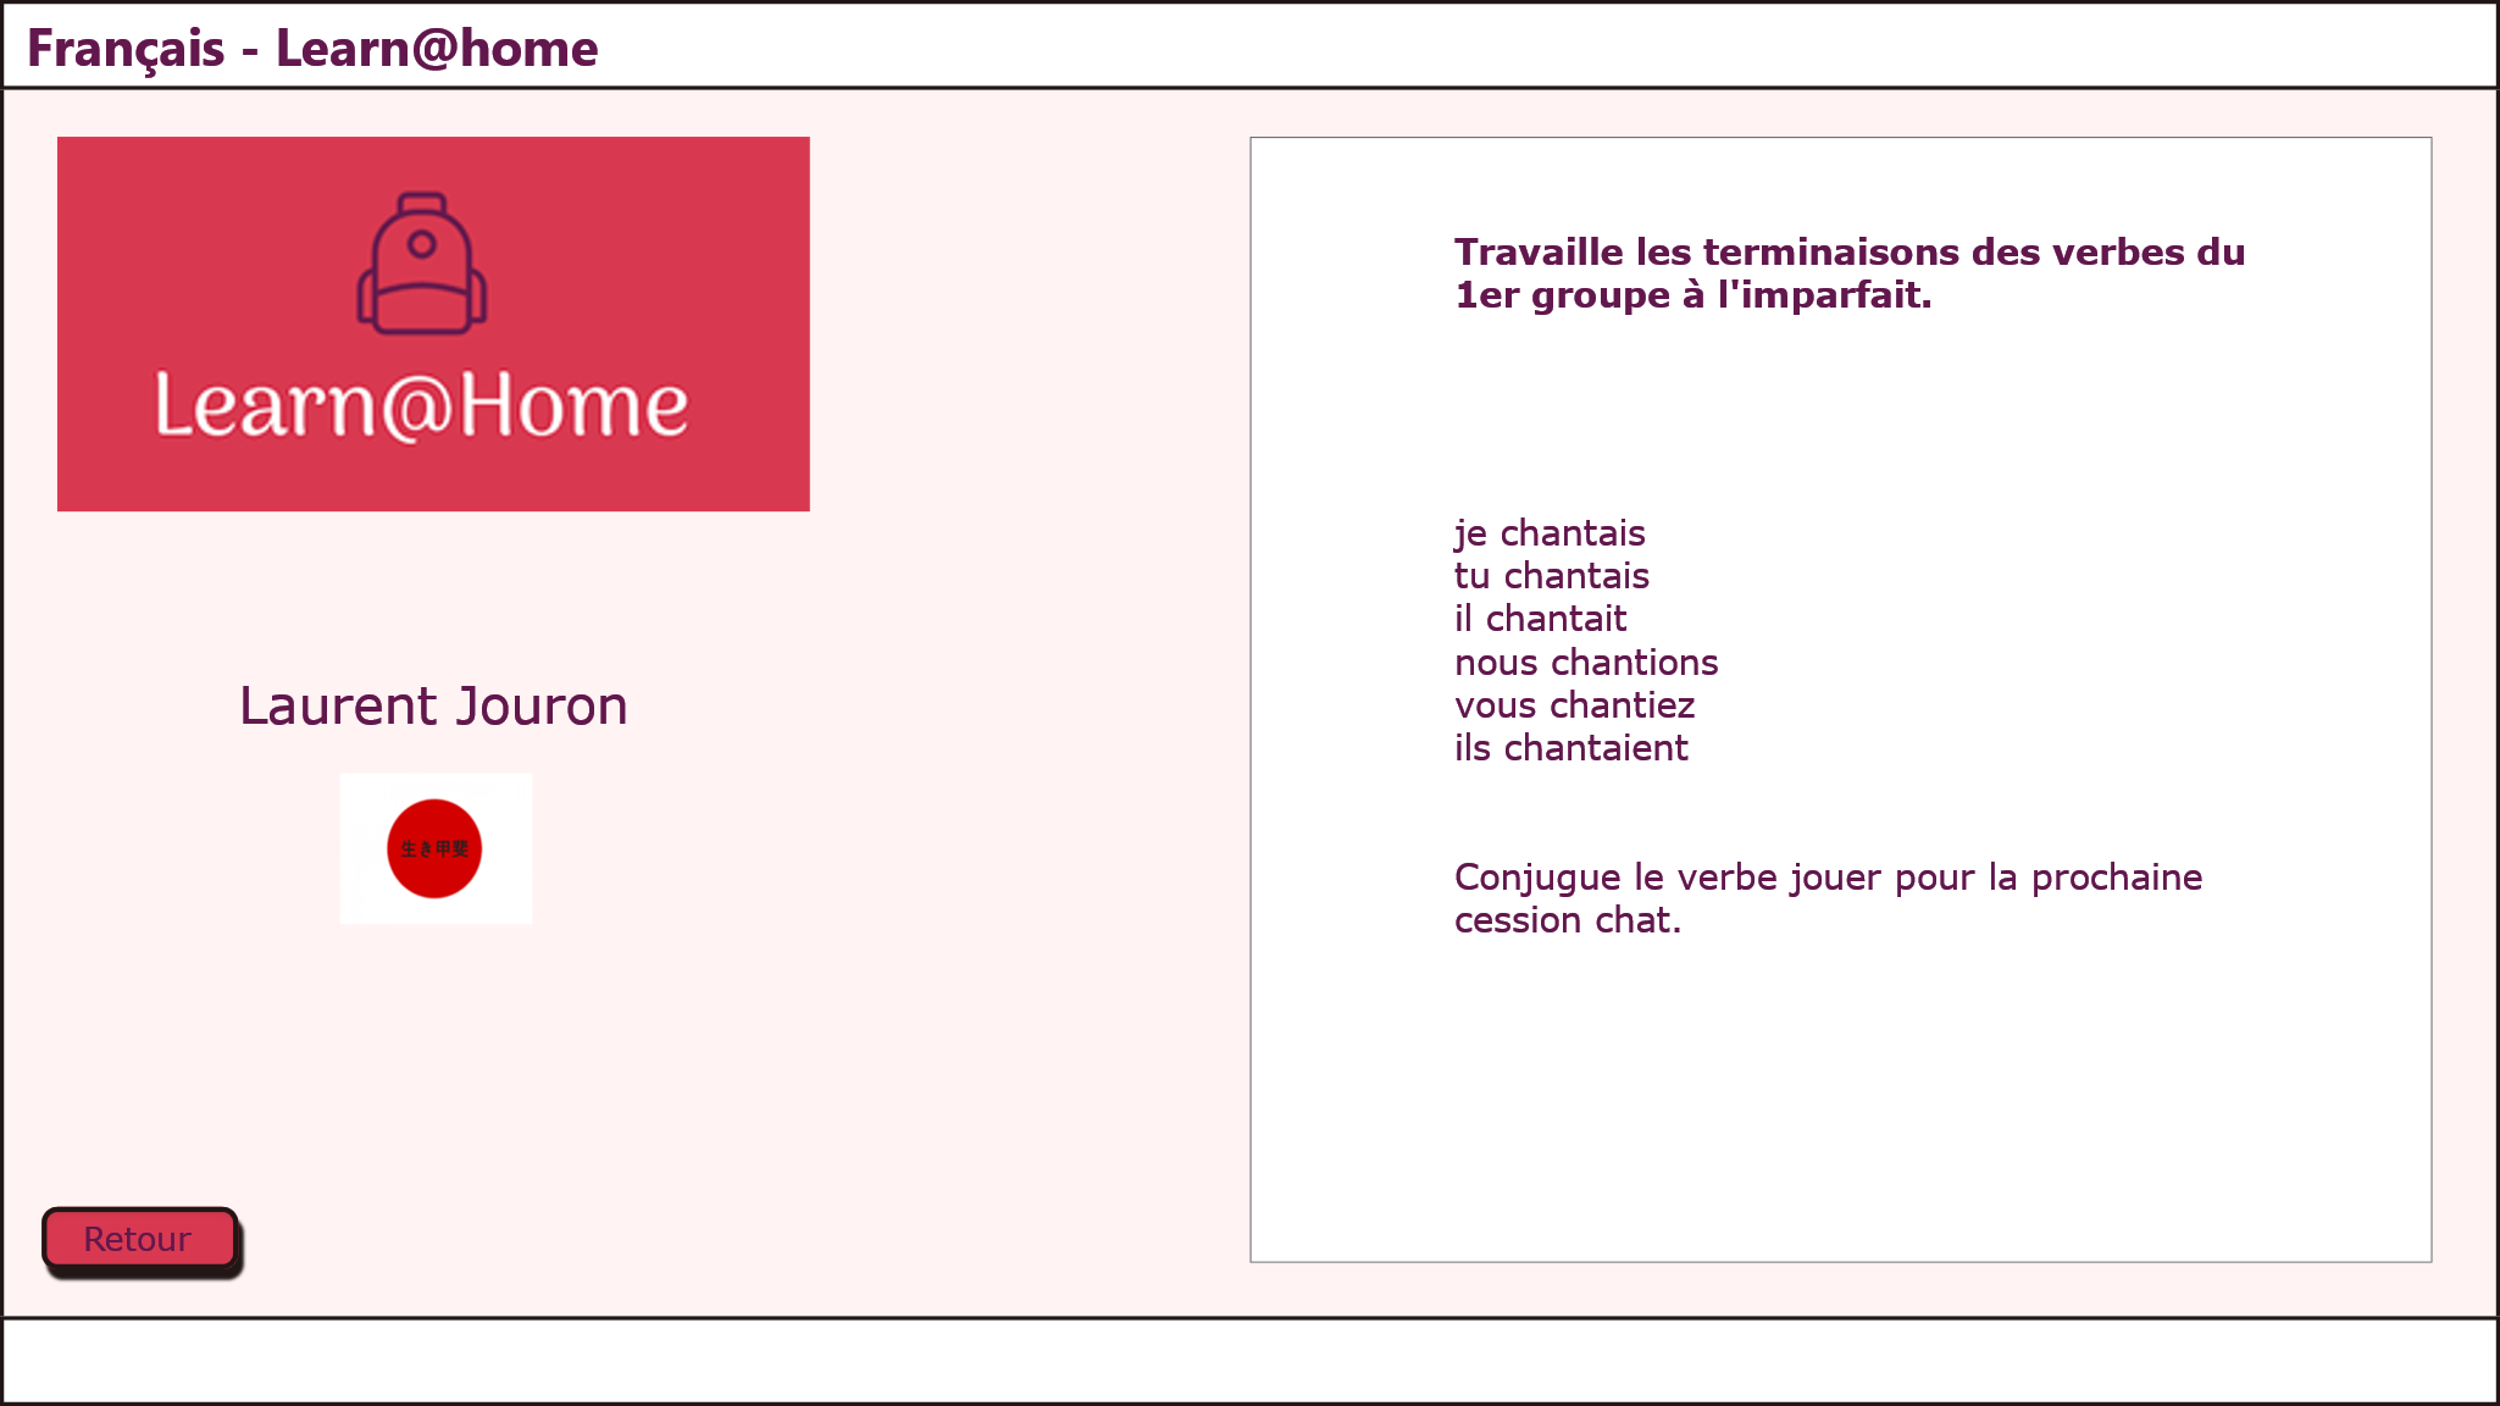 Français - Learn@home
Learn@Home
Laurent Jouron
生き甲斐
Retour
Travaille les terminaisons des verbes du
1er groupe à l'imparfait.
je chantais
tu chantais
il chantait
nous chantions
vous chantiez
ils chantaient
Conjugue le verbe jouer pour la prochaine
cession chat.